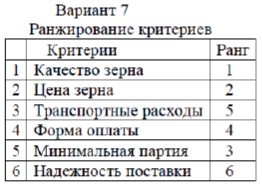 Вариант 7
Ранжирование критериев
Критерии Ранг
1 Качество зерна 1
2 Цена зерна 2
3 Транспортные расходы 5
4 Форма оплаты 4
5 Минимальная партия 3
6 Надежность поставки 6